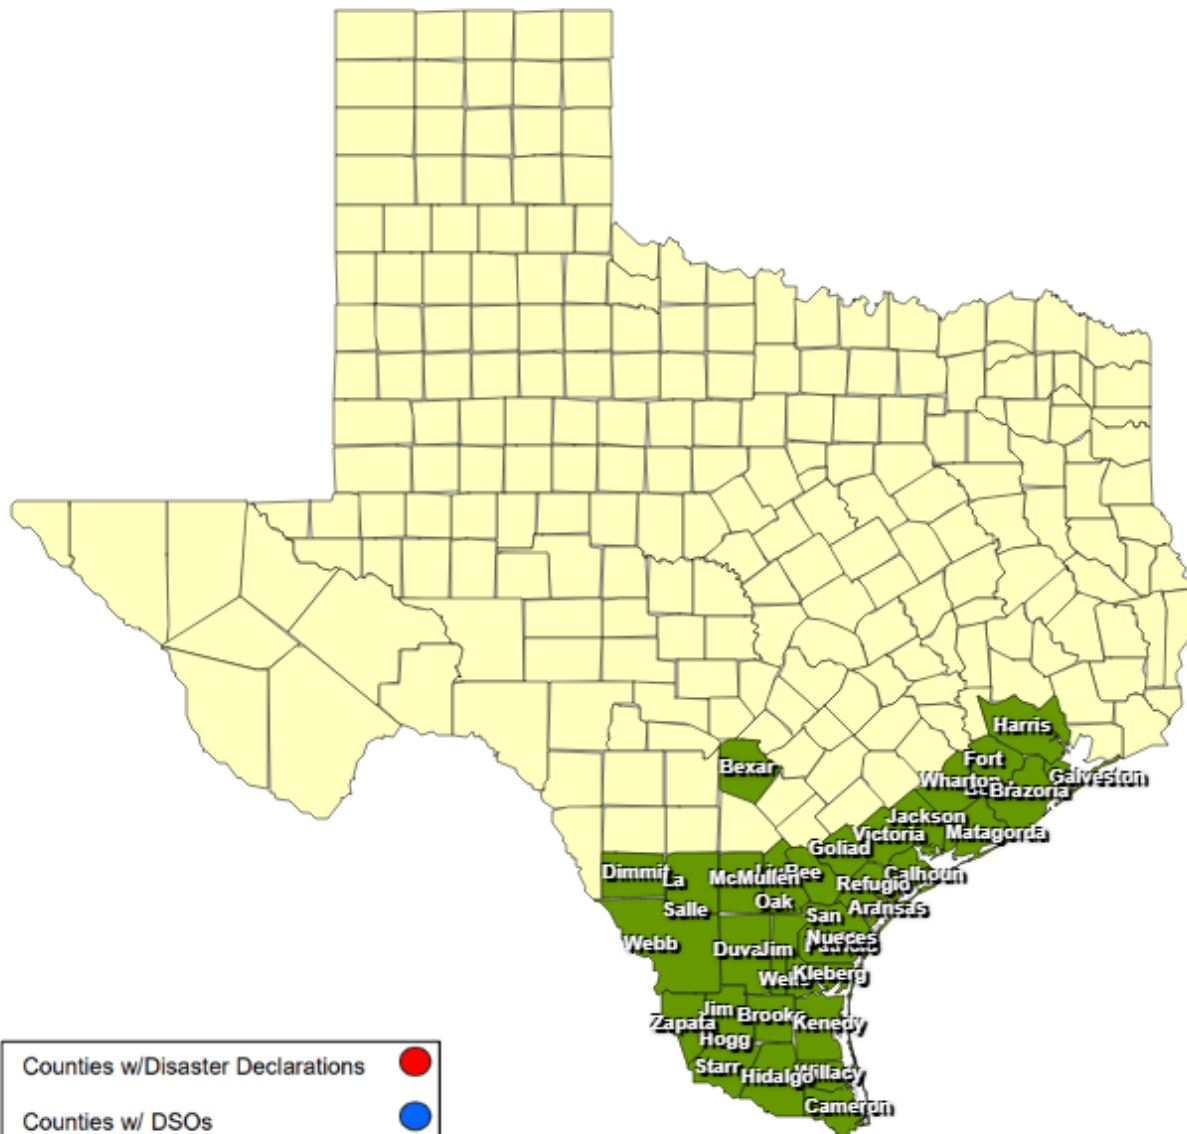 Harris
Fort
Bexar
Galveston
Wharton
Brazoria
Jackson
Victoria
Matagorda
Goliad
Dimmit
La
McMullen
Bee
Calhoun
Refugio
Oak
Salle
Aransas
San
Nueces
Webb
Duval
Jim
Kleberg
Wells
Jim
Brooks
Zapata
Kenedy
Hogg
Starr
Hidalgo
Willacy
Cameron
Counties w/Disaster Declarations
Counties w/ DSOs